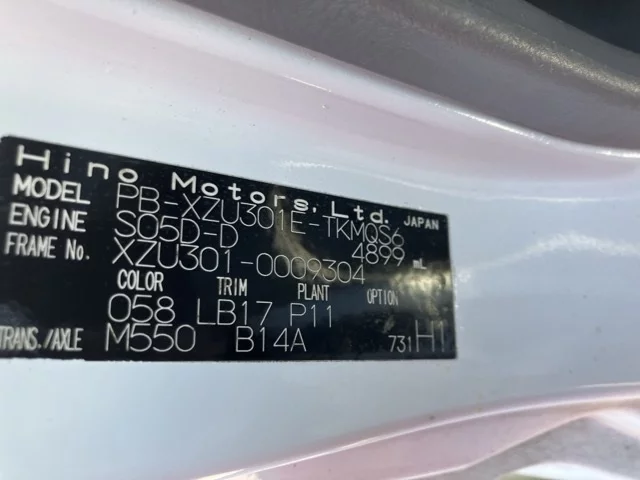 Hino Motors, Ltd. JAPAN
MODEL PB-XZU301E-TKMQS6
ENGINE S05D-D 4899 mL
FRAME No. XZU301-0009304
COLOR TRIM PLANT OPTION
058 LB17 P11
TRANS./AXLE M550 B14A 731 H1